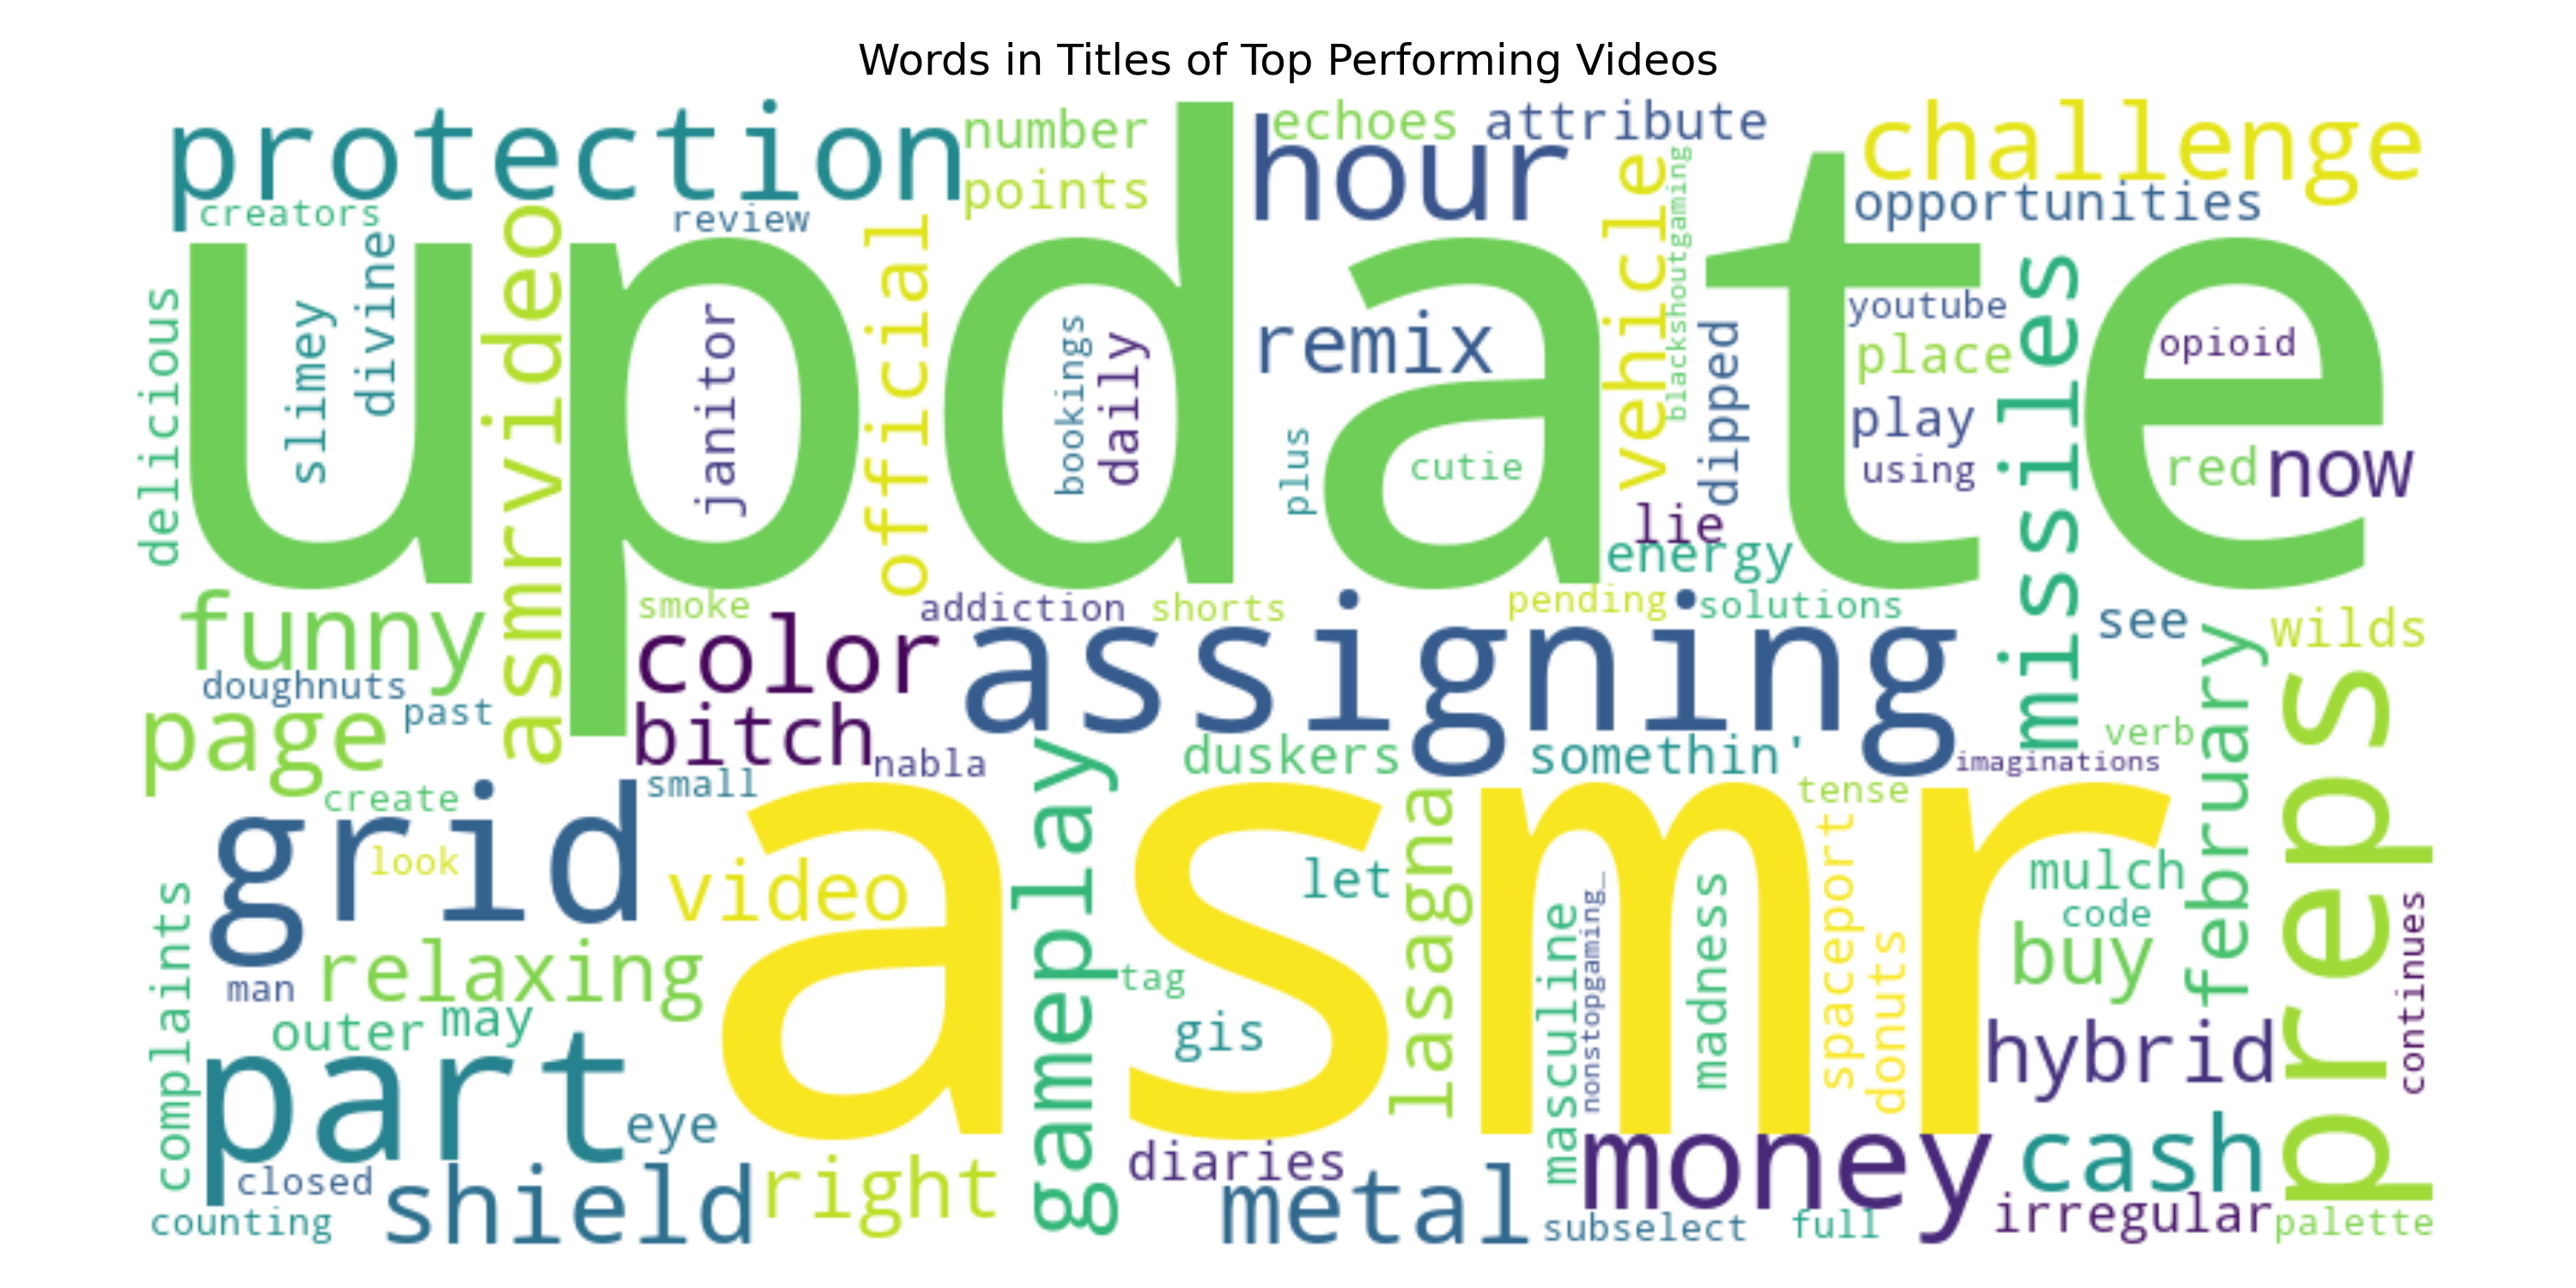 Words in Titles of Top Performing Videos
protection
number
points
hour
echoes
attribute
challenge
opportunities
creators
review
update
delicious
slimey
divine
asmrvideo
janitor
official
bookings
daily
remix
plus
cutie
vehicle
blackshoutgaming
dipped
youtube
place
play
using
missiles
opioid
red
now
lie
energy
funny
smoke
addiction
shorts
pending
solutions
see
wilds
color
assigning
doughnuts
past
page
bitch
nabla
duskers
somethin'
verb
imaginations
february
preps
small
create
grid
look
video
asmr
gameplay
let
lasagna
tense
spaceport
donuts
masculine
nonstopgaming_
madness
mulch
code
buy
continues
relaxing
man
complaints
outer
may
tag
gis
hybrid
part
eye
closed
counting
shield
right
diaries
metal
money
cash
subselect
full
irregular
palette